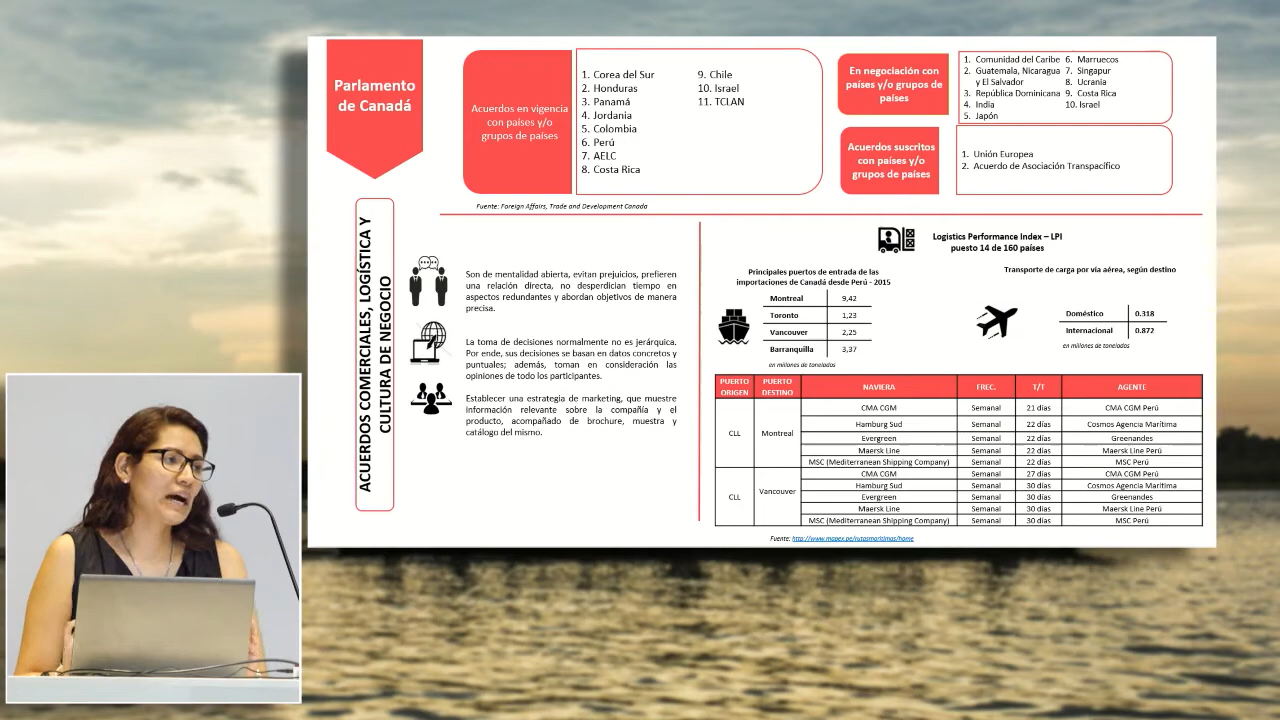 Parlamento
de Canadá
Acuerdos en vigencia
con países y/o
grupos de países
1. Corea del Sur
2. Honduras
3. Panamá
4. Jordania
5. Colombia
6. Perú
7. AELC
8. Costa Rica
9. Chile
10. Israel
11. TCLAN
En negociación con
países y/o grupos de
países
1. Comunidad del Caribe
2. Guatemala, Nicaragua
y El Salvador
3. República Dominicana
4. India
5. Japón
6. Marruecos
7. Singapur
8. Ucrania
9. Costa Rica
10. Israel
Acuerdos suscritos
con países y/o
grupos de países
1. Unión Europea
2. Acuerdo de Asociación Transpacífico
Fuente: Foreign Affairs, Trade and Development Canada
ACUERDOS COMERCIALES, LOGÍSTICA Y
CULTURA DE NEGOCIO
Son de mentalidad abierta, evitan prejuicios, prefieren
una relación directa, no desperdician tiempo en
aspectos redundantes y abordan objetivos de manera
precisa.
La toma de decisiones normalmente no es jerárquica.
Por ende, sus decisiones se basan en datos concretos y
puntuales; además, toman en consideración las
opiniones de todo los participantes.
Establecer una estrategia de marketing, que muestre
información relevante sobre la compañía y el
producto, acompañado de brochure, muestra y
catálogo del mismo.
Logistics Performance Index – LPI
puesto 14 de 160 países
Principales puertos de entrada de las
importaciones de Canadá desde Perú - 2015
Montreal 9,42
Toronto 1,23
Vancouver 2,25
Barranquilla 3,37
en millones de toneladas
Transporte de carga por vía aérea, según destino
Doméstico 0.318
Internacional 0.872
en millones de toneladas
PUERTO ORIGEN PUERTO DESTINO NAVIERA FREC. T/T AGENTE
CLL Montreal CMA CGM Semanal 21 días CMA CGM Perú
Hamburg Sud Semanal 22 días Cosmos Agencia Marítima
Evergreen Semanal 22 días Greenandes
Maersk Line Semanal 22 días Maersk Line Perú
MSC (Mediterranean Shipping Company) Semanal 22 días MSC Perú
CLL Vancouver CMA CGM Semanal 27 días CMA CGM Perú
Hamburg Sud Semanal 30 días Cosmos Agencia Marítima
Evergreen Semanal 30 días Greenandes
Maersk Line Semanal 30 días Maersk Line Perú
MSC (Mediterranean Shipping Company) Semanal 30 días MSC Perú
Fuente: http://www.mapex.pe/rutasmaritimas/home